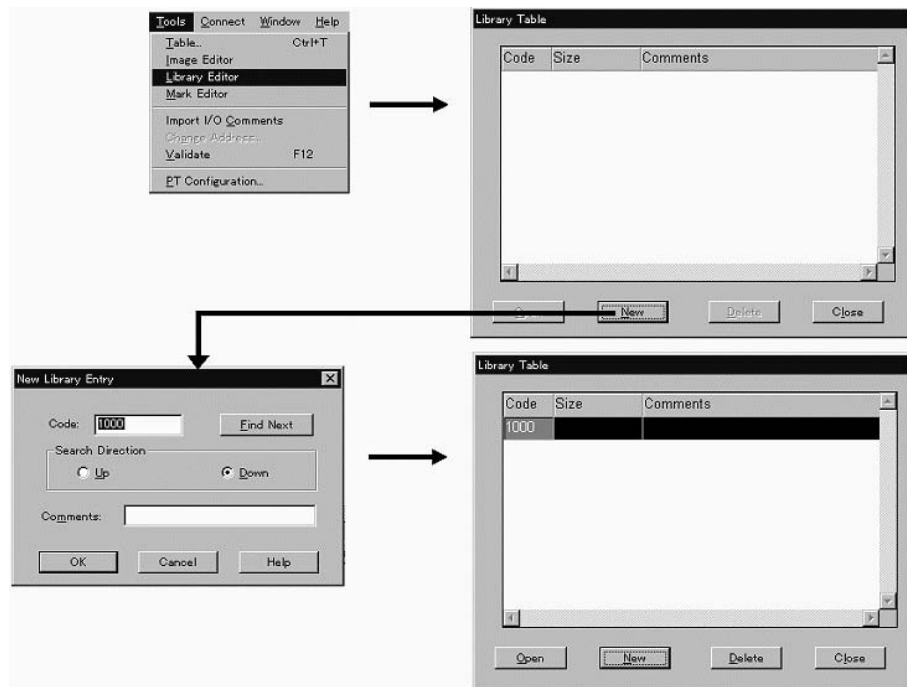 Tools Connect Window Help
Table... Ctrl+T
Image Editor
Library Editor
Mark Editor
Import I/O Comments
Change Address...
Validate F12
PT Configuration...
Library Table
Code Size Comments
Open New Delete Close
New Library Entry
Code: 1000 Find Next
Search Direction
Up Down
Comments:
OK Cancel Help
Library Table
Code Size Comments
1000
Open New Delete Close